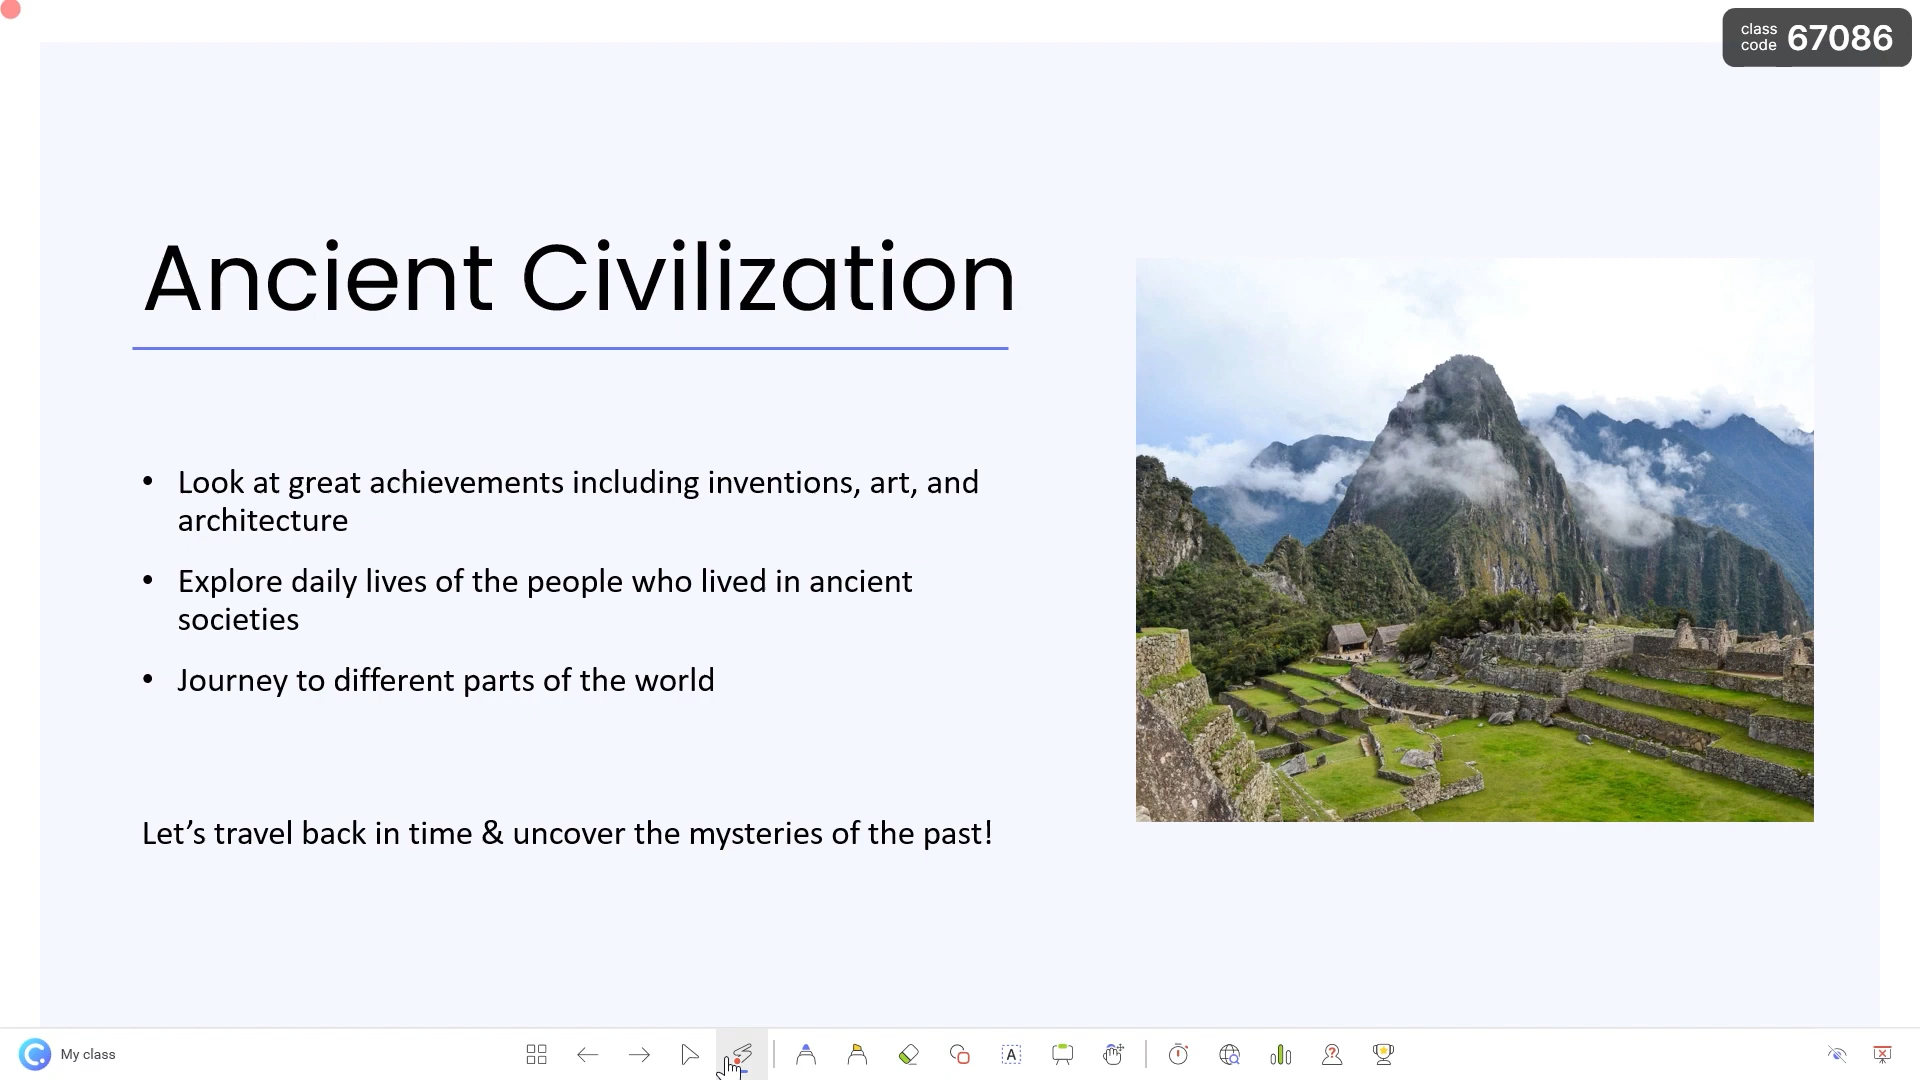 class
code 67086
Ancient Civilization
• Look at great achievements including inventions, art, and
architecture
• Explore daily lives of the people who lived in ancient
societies
• Journey to different parts of the world
Let’s travel back in time & uncover the mysteries of the past!
My class
A